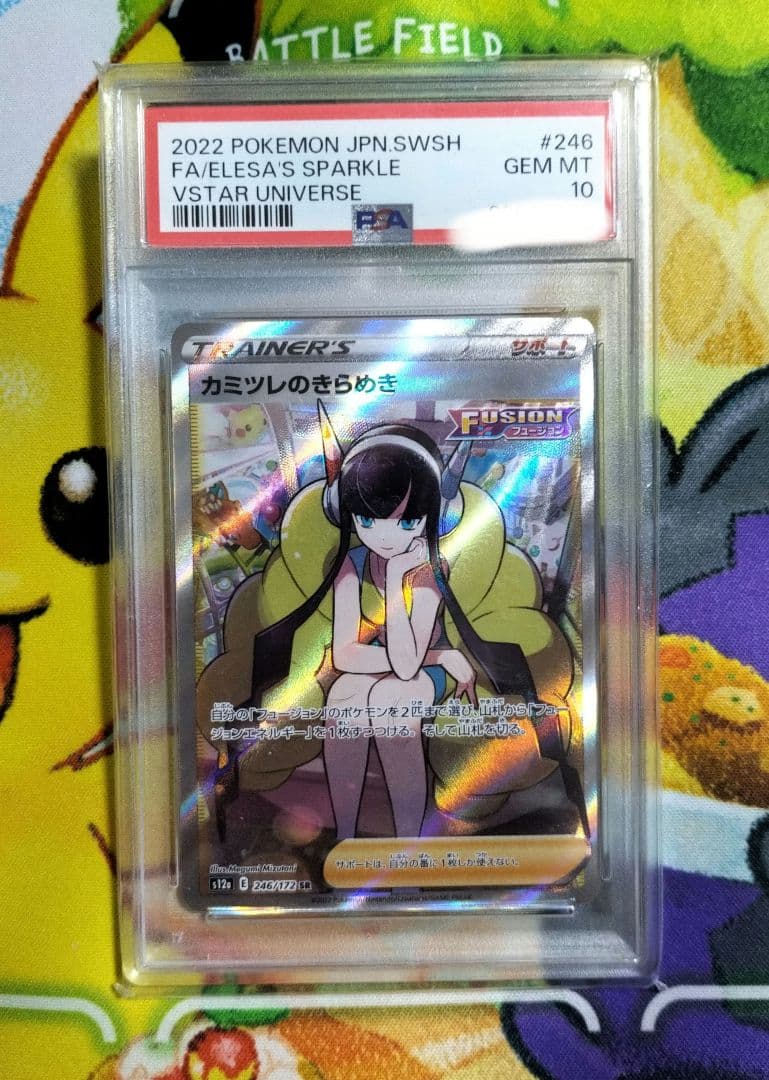 BATTLE FIELD
2022 POKEMON JPN.SWSH #246
FA/ELESA'S SPARKLE GEM MT
VSTAR UNIVERSE 10
PSA
TRAINER'S サポート
カミツレのきらめき
FUSION
フュージョン
自分の「フュージョン」のポケモンを2匹まで選び、山札から「フュー
ジョンエネルギー」を1枚ずつつける。そして山札を切る。
サポートは、自分の番に1枚しか使えない。
illus. Megumi Mizutani
s12a E 246/172 SR